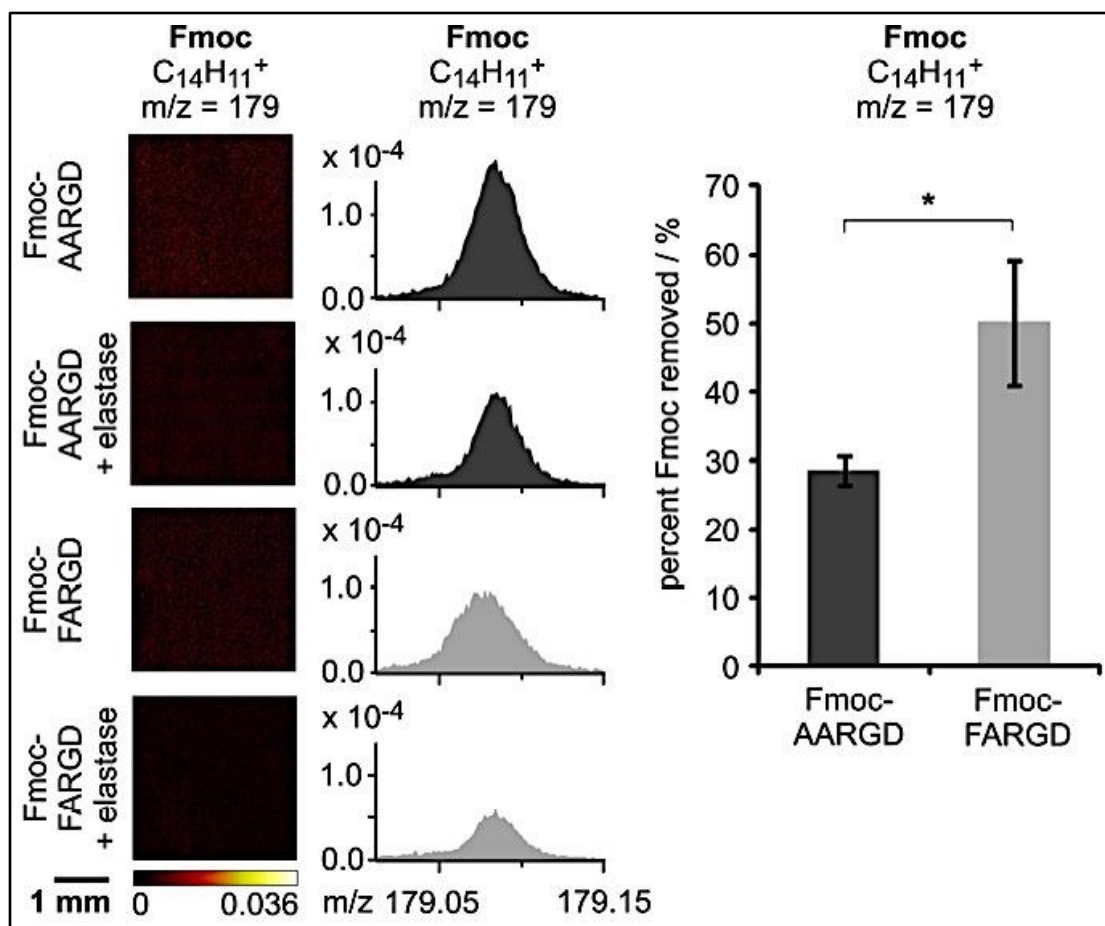 Fmoc
C₁₄H₁₁⁺
m/z = 179
Fmoc
C₁₄H₁₁⁺
m/z = 179
Fmoc
C₁₄H₁₁⁺
m/z = 179
Fmoc-
AARGD
x 10⁻⁴
1.0
0.0
Fmoc-
AARGD
+ elastase
x 10⁻⁴
1.0
0.0
Fmoc-
FARGD
x 10⁻⁴
1.0
0.0
Fmoc-
FARGD
+ elastase
x 10⁻⁴
1.0
0.0
1 mm
0 0.036
m/z 179.05 179.15
percent Fmoc removed / %
70
60
50
40
30
20
10
0
*
Fmoc-
AARGD
Fmoc-
FARGD